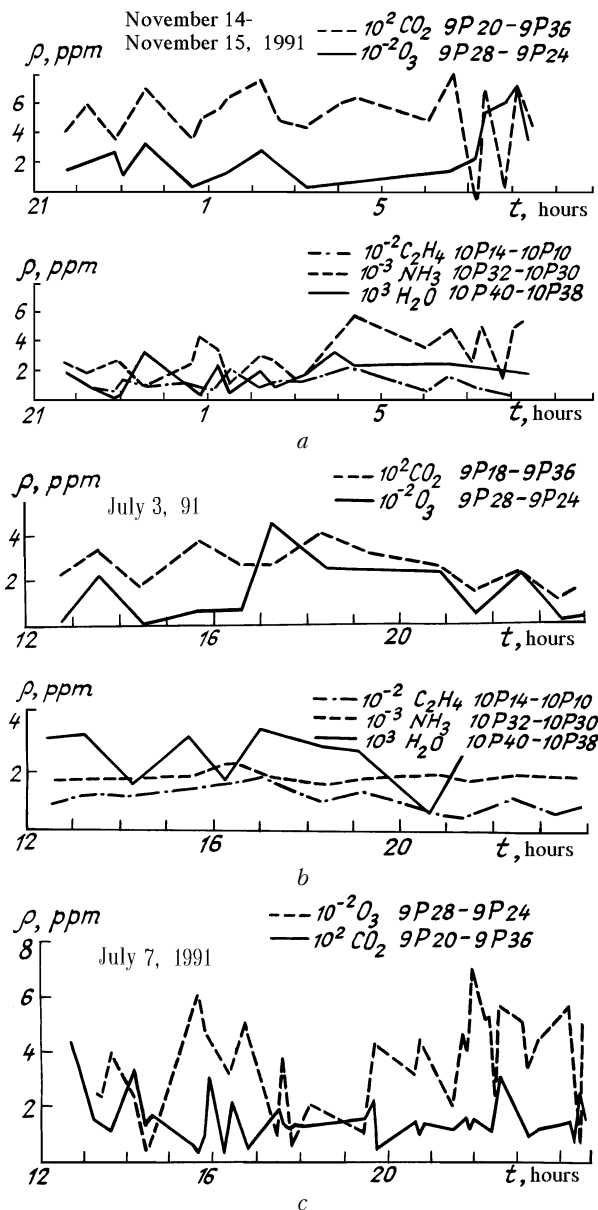 November 14-
November 15, 1991
10² CO₂ 9P20-9P36
10⁻² O₃ 9P28-9P24
ρ, ppm
6
4
2
21 1 5 t, hours
ρ, ppm
10⁻² C₂H₄ 10P14-10P10
10⁻³ NH₃ 10P32-10P30
10³ H₂O 10P40-10P38
6
4
2
21 1 5 t, hours
a
10² CO₂ 9P18-9P36
10⁻² O₃ 9P28-9P24
ρ, ppm
July 3, 91
4
2
12 16 20 t, hours
ρ, ppm
10⁻² C₂H₄ 10P14-10P10
10⁻³ NH₃ 10P32-10P30
10³ H₂O 10P40-10P38
4
2
12 16 20 t, hours
b
10⁻² O₃ 9P28-9P24
10² CO₂ 9P20-9P36
ρ, ppm
July 7, 1991
8
6
4
2
12 16 20 t, hours
c